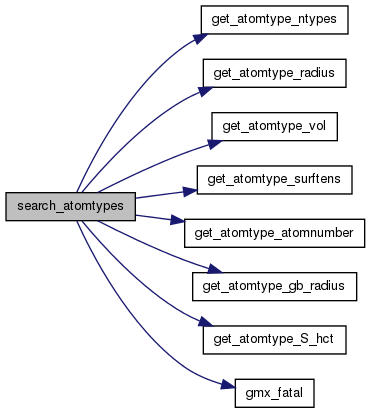 get_atomtype_ntypes
get_atomtype_radius
get_atomtype_vol
get_atomtype_surftens
search_atomtypes
get_atomtype_atomnumber
get_atomtype_gb_radius
get_atomtype_S_hct
gmx_fatal